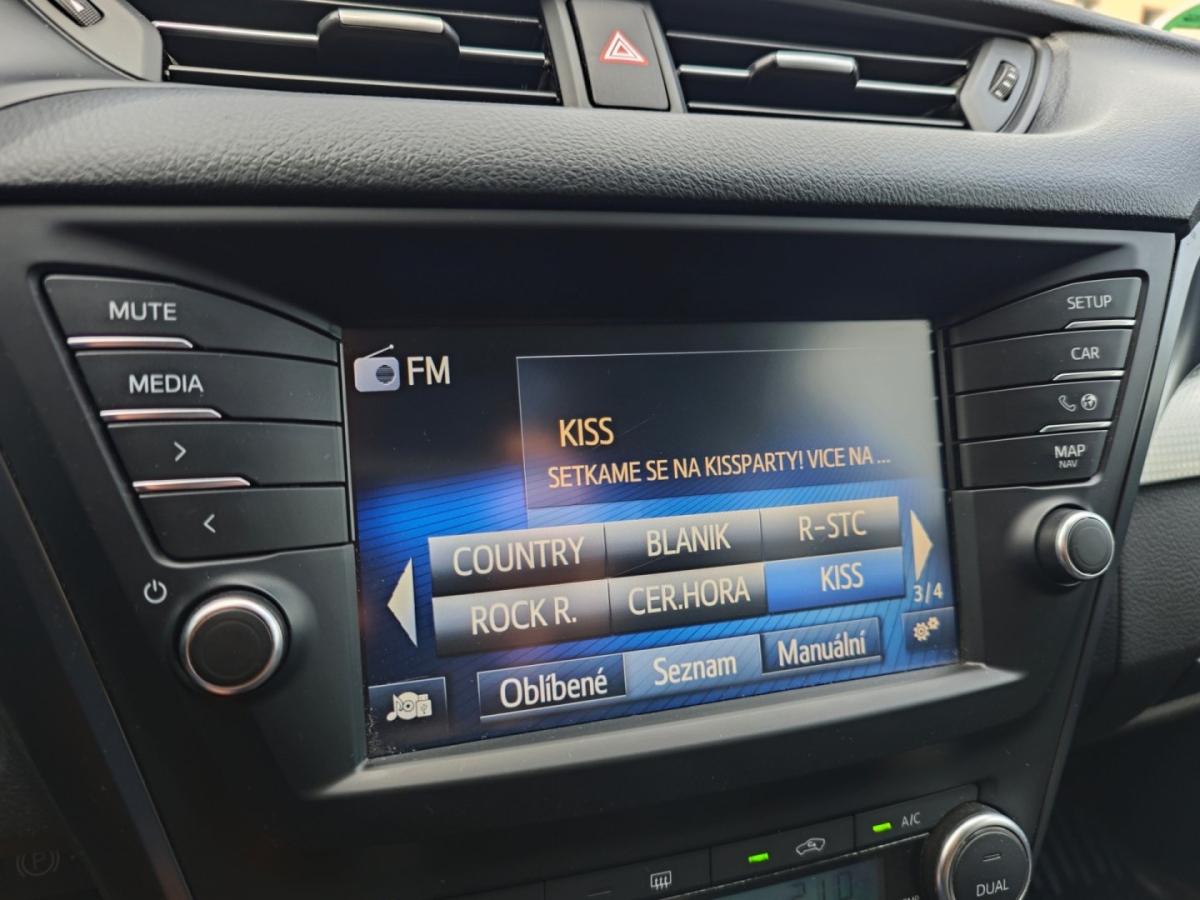 MUTE
MEDIA
>
<
FM
KISS
SETKAME SE NA KISSPARTY! VICE NA ...
COUNTRY BLANIK R-STC
ROCK R. CER.HORA KISS
3/4
Oblíbené Seznam Manuální
SETUP
CAR
MAP
NAV
A/C
DUAL